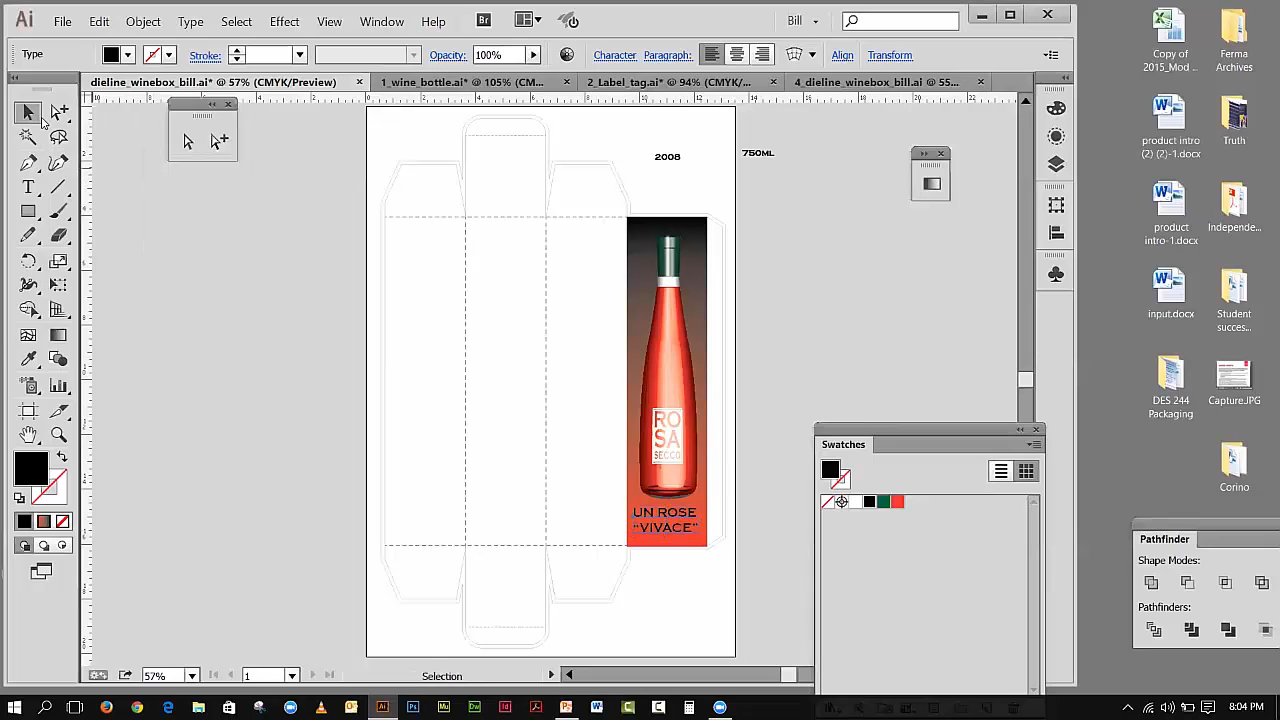 Ai File Edit Object Type Select Effect View Window Help Br Bill
Type Stroke: Opacity: 100% Character Paragraph: Align Transform
dieline_winebox_bill.ai* @ 57% (CMYK/Preview) × 1_wine_bottle.ai* @ 105% (CM... × 2_Label_tag.ai* @ 94% (CMYK/... × 4_dieline_winebox_bill.ai @ 55... ×
2008
750ML
RO
SA
SECCO
UN ROSE
“VIVACE”
Swatches
57% 1 Selection
Copy of
2015_Mod ...
Ferma
Archives
product intro
(2) (2)-1.docx
Truth
product
intro-1.docx
Independe...
input.docx
Student
succes...
DES 244
Packaging
Capture.JPG
Corino
Pathfinder
Shape Modes:
Pathfinders:
8:04 PM